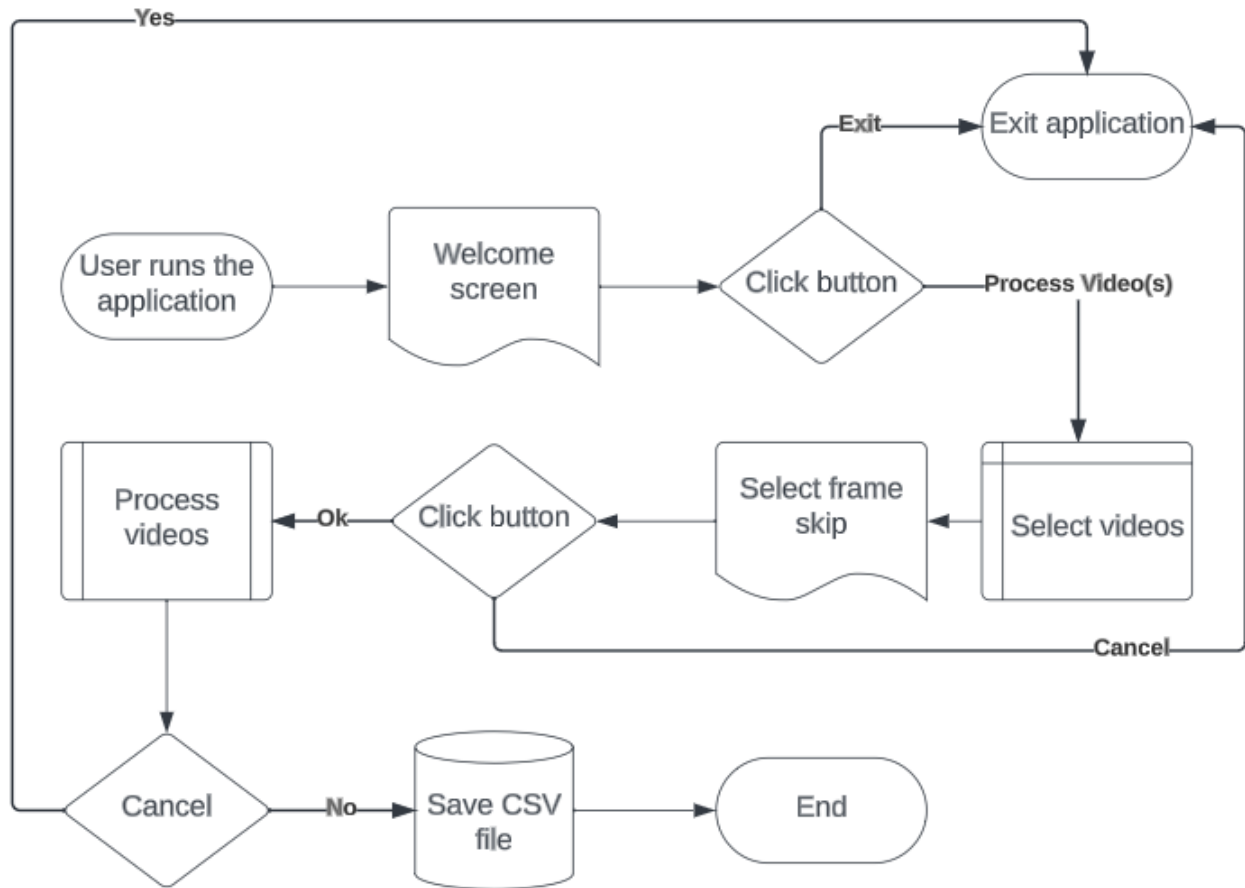 Yes
Exit application
Exit
User runs the
application
Welcome
screen
Click button
Process Video(s)
Process
videos
Ok
Click button
Select frame
skip
Select videos
Cancel
Cancel
No
Save CSV
file
End